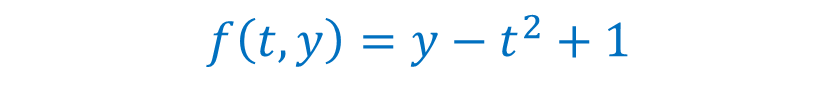 f(t, y) = y − t² + 1